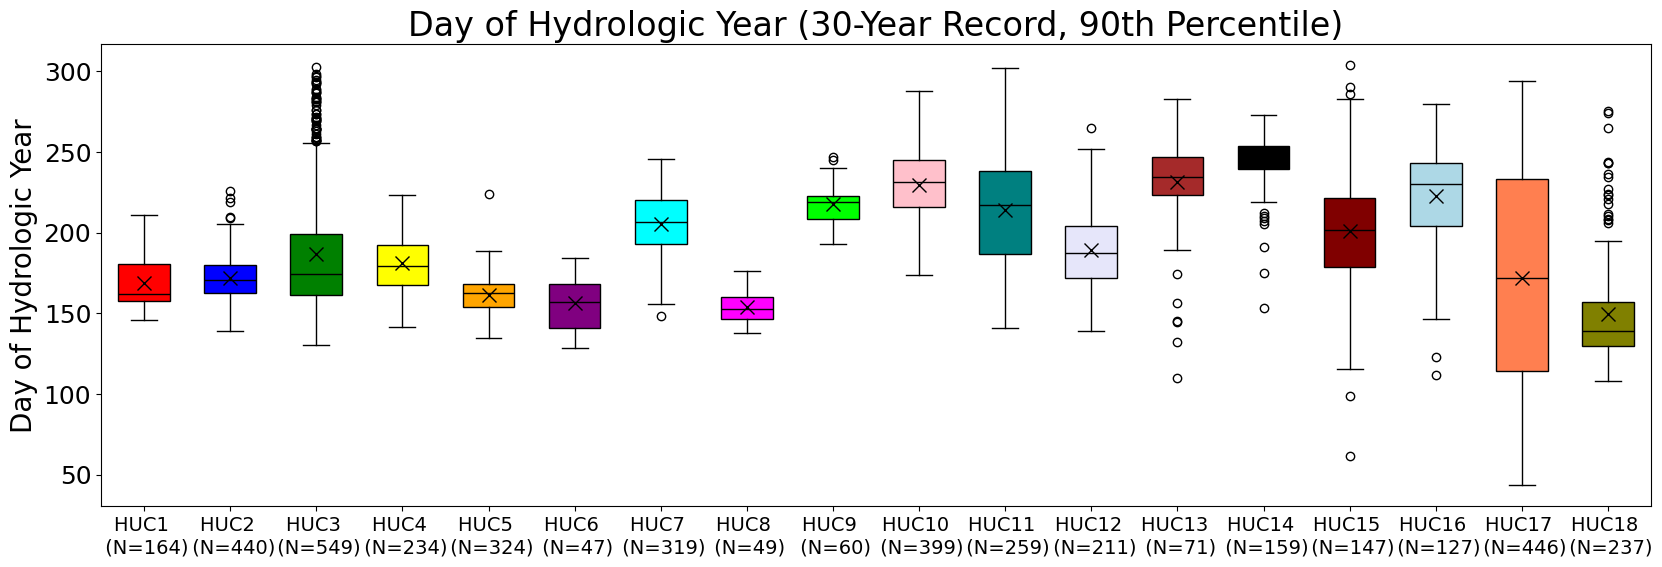 Day of Hydrologic Year (30-Year Record, 90th Percentile)
Day of Hydrologic Year
300
250
200
150
100
50
HUC1 HUC2 HUC3 HUC4 HUC5 HUC6 HUC7 HUC8 HUC9 HUC10 HUC11 HUC12 HUC13 HUC14 HUC15 HUC16 HUC17 HUC18
(N=164) (N=440) (N=549) (N=234) (N=324) (N=47) (N=319) (N=49) (N=60) (N=399) (N=259) (N=211) (N=71) (N=159) (N=147) (N=127) (N=446) (N=237)